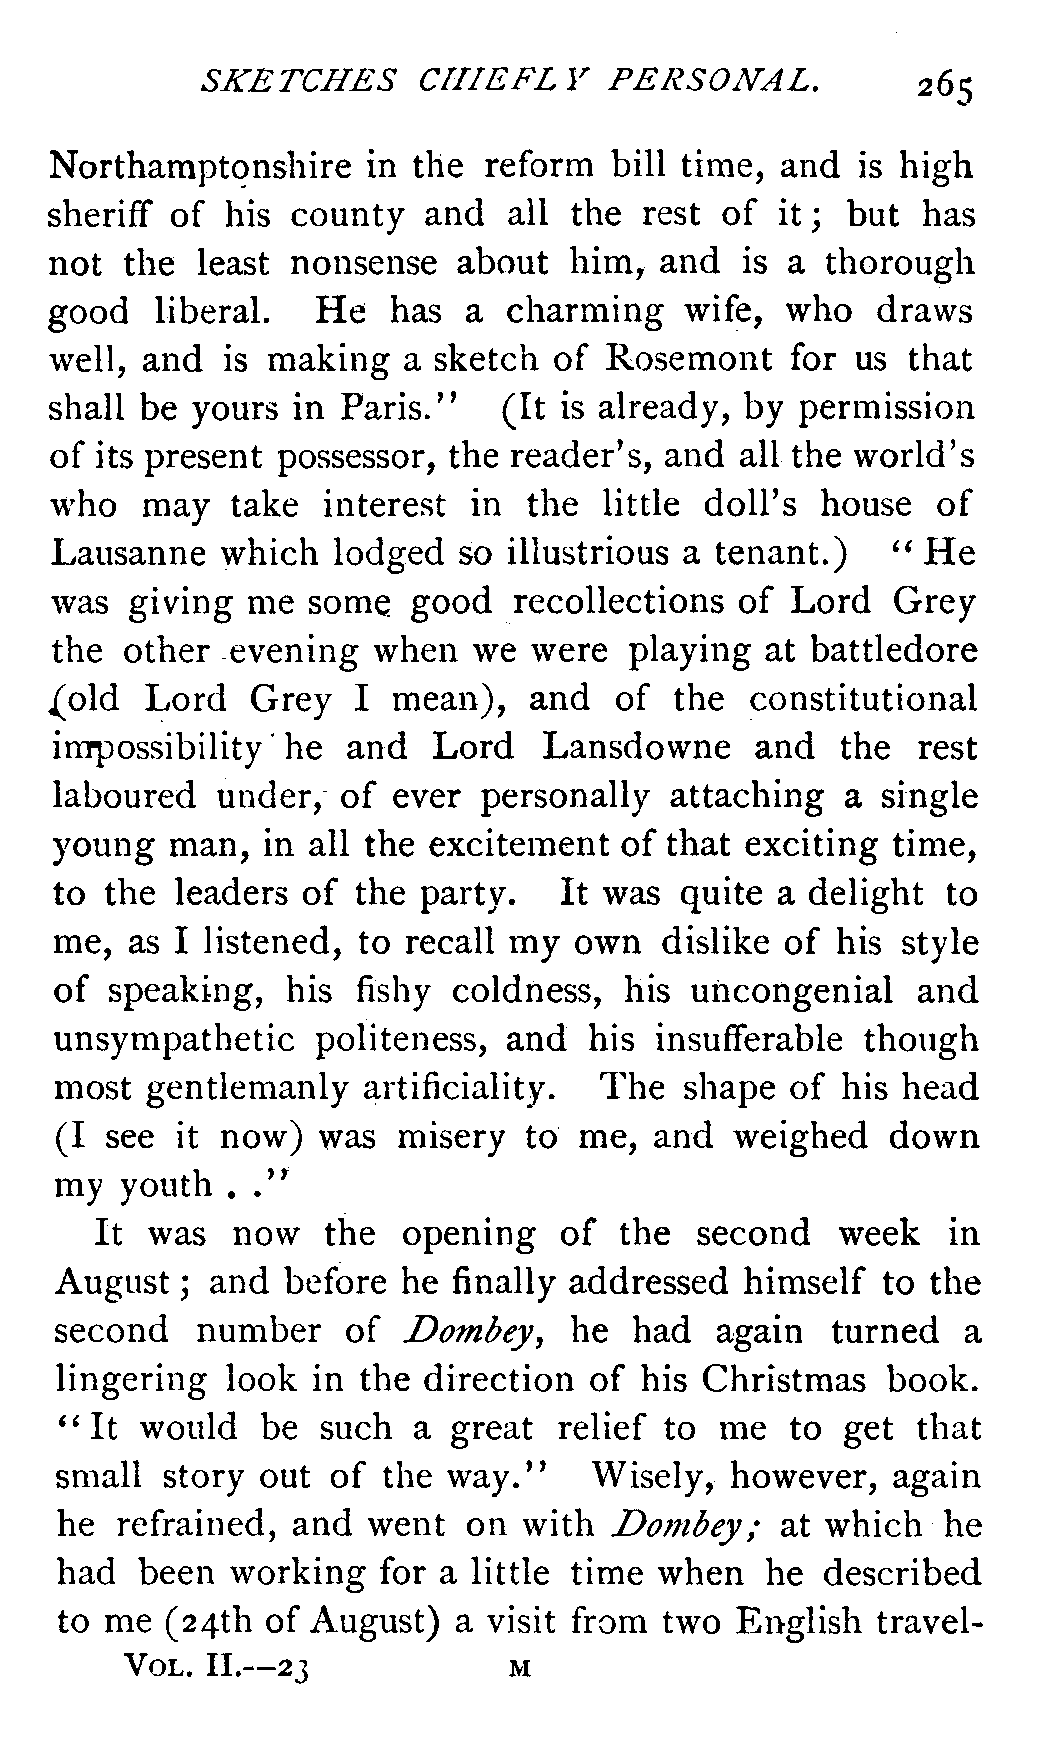 SKETCHES CHIEFLY PERSONAL. 265
Northamptonshire in the reform bill time, and is high
sheriff of his county and all the rest of it; but has
not the least nonsense about him, and is a thorough
good liberal. He has a charming wife, who draws
well, and is making a sketch of Rosemont for us that
shall be yours in Paris." (It is already, by permission
of its present possessor, the reader's, and all the world's
who may take interest in the little doll's house of
Lausanne which lodged so illustrious a tenant.) "He
was giving me some good recollections of Lord Grey
the other evening when we were playing at battledore
(old Lord Grey I mean), and of the constitutional
impossibility he and Lord Lansdowne and the rest
laboured under, of ever personally attaching a single
young man, in all the excitement of that exciting time,
to the leaders of the party. It was quite a delight to
me, as I listened, to recall my own dislike of his style
of speaking, his fishy coldness, his uncongenial and
unsympathetic politeness, and his insufferable though
most gentlemanly artificiality. The shape of his head
(I see it now) was misery to me, and weighed down
my youth . ."
It was now the opening of the second week in
August; and before he finally addressed himself to the
second number of Dombey, he had again turned a
lingering look in the direction of his Christmas book.
"It would be such a great relief to me to get that
small story out of the way." Wisely, however, again
he refrained, and went on with Dombey; at which he
had been working for a little time when he described
to me (24th of August) a visit from two English travel-
VOL. II.--23 M